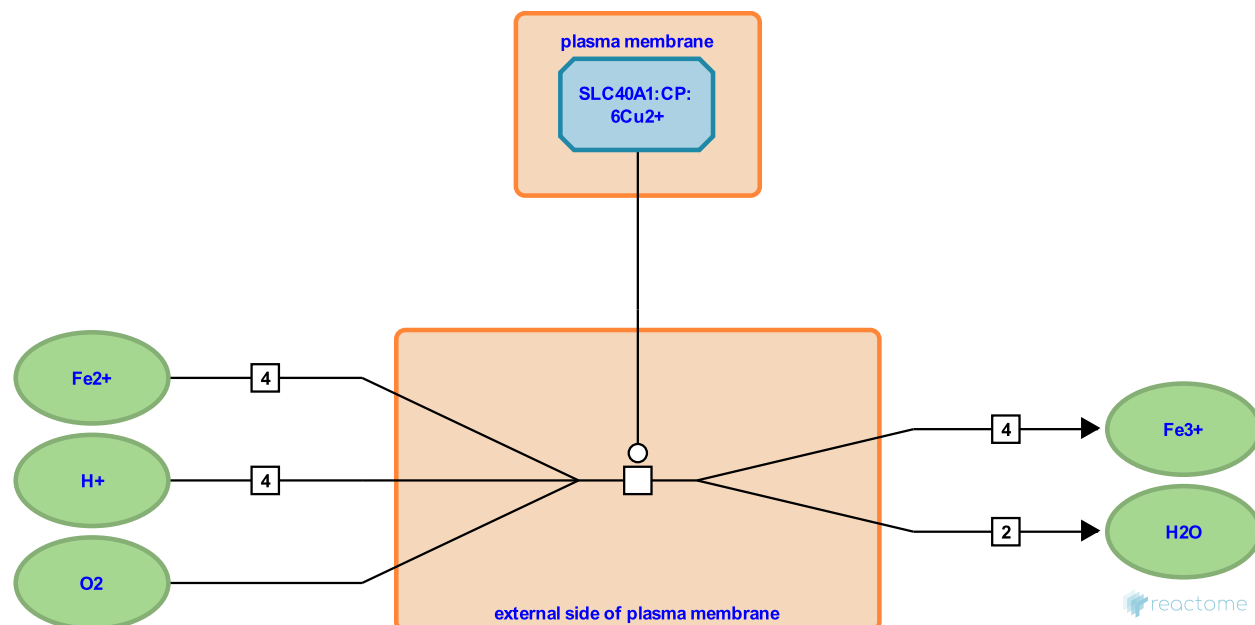 plasma membrane
SLC40A1:CP:
6Cu2+
Fe2+
4
H+
4
O2
4
Fe3+
2
H2O
external side of plasma membrane
reactome